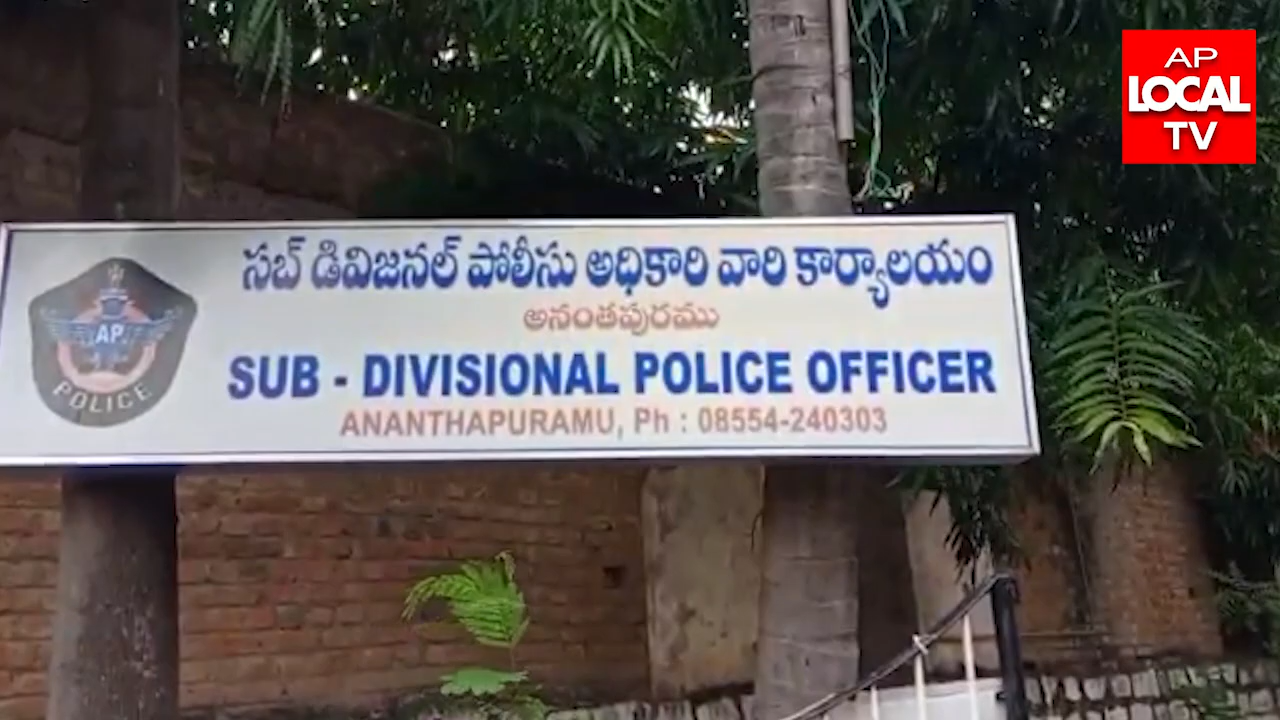 AP
LOCAL
TV
సబ్ డివిజనల్ పోలీసు అధికారి వారి కార్యాలయం
అనంతపురము
SUB - DIVISIONAL POLICE OFFICER
ANANTHAPURAMU, Ph : 08554-240303
AP
POLICE